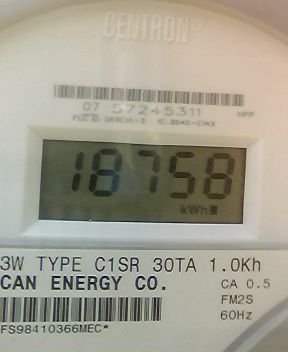 CENTRON®
07 57245311 HPP
18758
kWh
3W TYPE C1SR 30TA 1.0Kh
CAN ENERGY CO.
CA 0.5
FM2S
60Hz
FS98410366MEC*